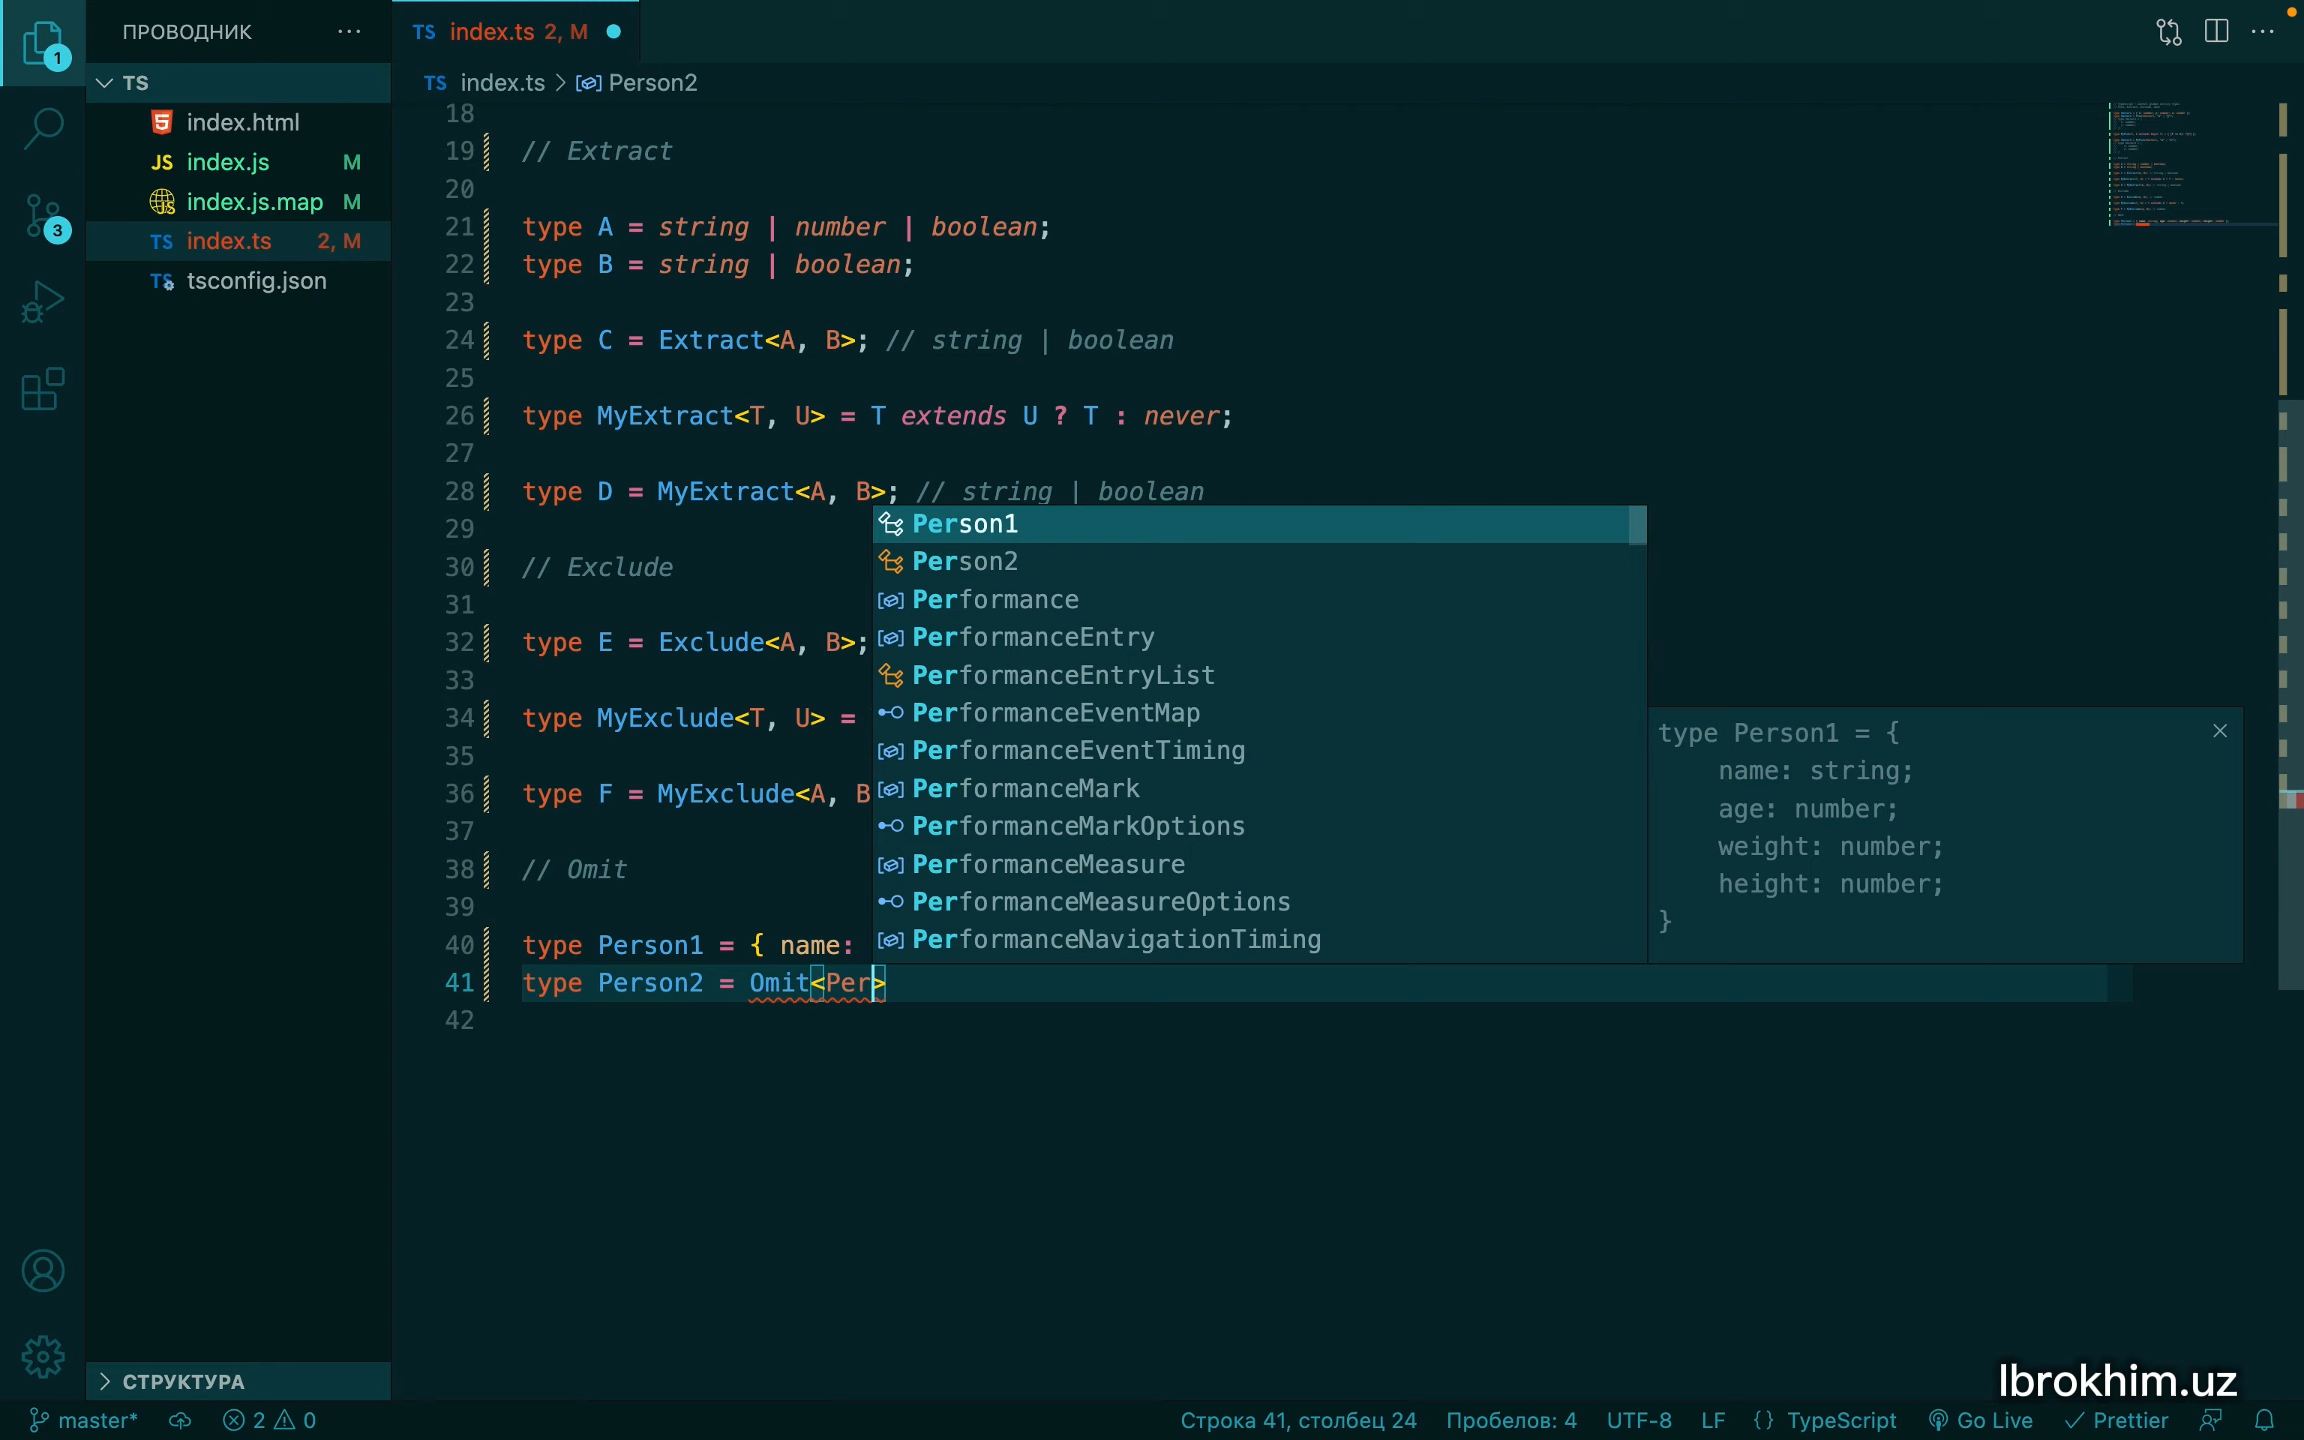 1
3
ПРОВОДНИК
TS
index.html
JS index.js M
index.js.map M
TS index.ts 2, M
TS tsconfig.json
СТРУКТУРА
TS index.ts 2, M
TS index.ts > Person2
18
19 // Extract
20
21 type A = string | number | boolean;
22 type B = string | boolean;
23
24 type C = Extract<A, B>; // string | boolean
25
26 type MyExtract<T, U> = T extends U ? T : never;
27
28 type D = MyExtract<A, B>; // string | boolean
29
30 // Exclude
31
32 type E = Exclude<A, B>;
33
34 type MyExclude<T, U> =
35
36 type F = MyExclude<A, B
37
38 // Omit
39
40 type Person1 = { name:
41 type Person2 = Omit<Per>
42
Person1
Person2
Performance
PerformanceEntry
PerformanceEntryList
PerformanceEventMap
PerformanceEventTiming
PerformanceMark
PerformanceMarkOptions
PerformanceMeasure
PerformanceMeasureOptions
PerformanceNavigationTiming
type Person1 = {
name: string;
age: number;
weight: number;
height: number;
}
Ibrokhim.uz
master* 2 0 Строка 41, столбец 24 Пробелов: 4 UTF-8 LF {} TypeScript Go Live Prettier